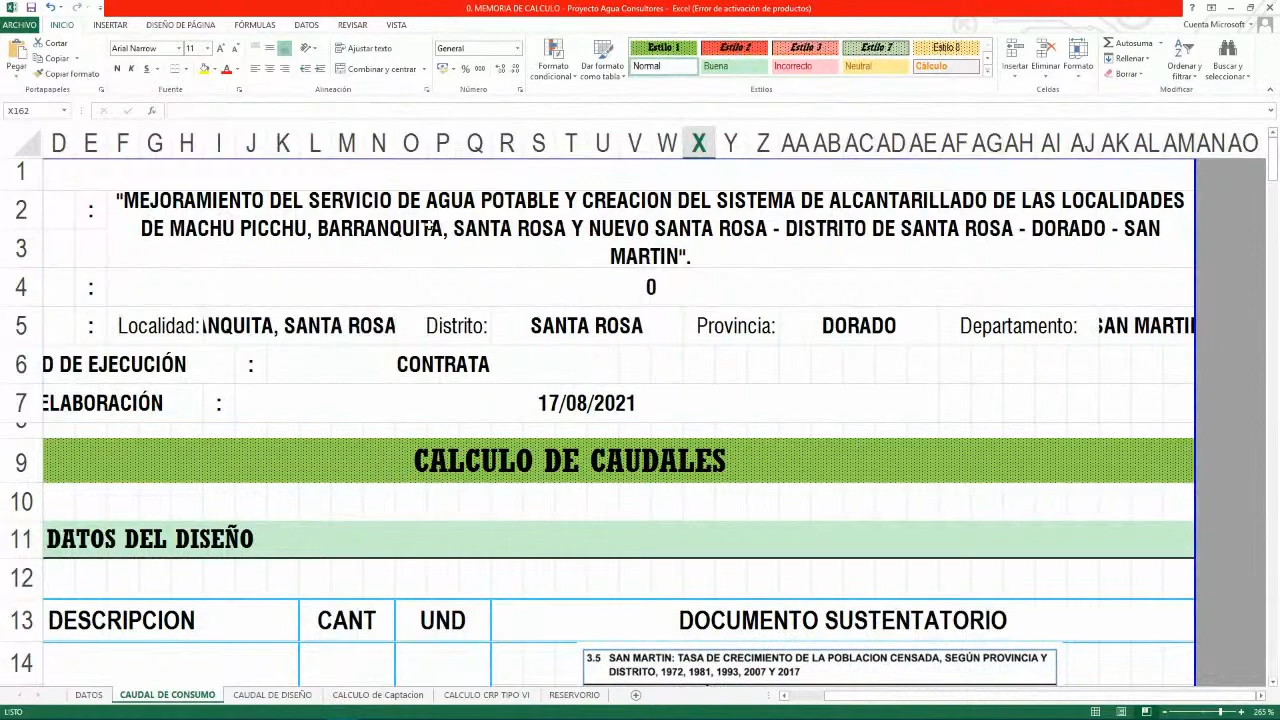 0. MEMORIA DE CALCULO - Proyecto Agua Consultores - Excel (Error de activación de productos)
ARCHIVO INICIO INSERTAR DISEÑO DE PÁGINA FÓRMULAS DATOS REVISAR VISTA Cuenta Microsoft
Pegar
Cortar
Copiar
Copiar formato
Portapapeles
Arial Narrow 11
N K S
Fuente
Ajustar texto
Combinar y centrar
Alineación
General
Número
Formato condicional
Dar formato como tabla
Estilo 1 Estilo 2 Estilo 3 Estilo 7 Estilo 8
Normal Buena Incorrecto Neutral Cálculo
Estilos
Insertar Eliminar Formato
Celdas
Autosuma
Rellenar
Borrar
Ordenar y filtrar
Buscar y seleccionar
Modificar
X162 fx
D E F G H I J K L M N O P Q R S T U V W X Y Z AA AB AC AD AE AF AG AH AI AJ AK AL AM AN AO
1
2 : "MEJORAMIENTO DEL SERVICIO DE AGUA POTABLE Y CREACION DEL SISTEMA DE ALCANTARILLADO DE LAS LOCALIDADES
DE MACHU PICCHU, BARRANQUITA, SANTA ROSA Y NUEVO SANTA ROSA - DISTRITO DE SANTA ROSA - DORADO - SAN
3 MARTIN".
4 : 0
5 : Localidad: NQUITA, SANTA ROSA Distrito: SANTA ROSA Provincia: DORADO Departamento: SAN MARTIN
6 D DE EJECUCIÓN : CONTRATA
7 ELABORACIÓN : 17/08/2021
9 CALCULO DE CAUDALES
10
11 DATOS DEL DISEÑO
12
13 DESCRIPCION CANT UND DOCUMENTO SUSTENTATORIO
14 3.5 SAN MARTIN: TASA DE CRECIMIENTO DE LA POBLACION CENSADA, SEGÚN PROVINCIA Y
DISTRITO, 1972, 1981, 1993, 2007 Y 2017
DATOS CAUDAL DE CONSUMO CAUDAL DE DISEÑO CALCULO de Captacion CALCULO CRP TIPO VI RESERVORIO
LISTO 265 %